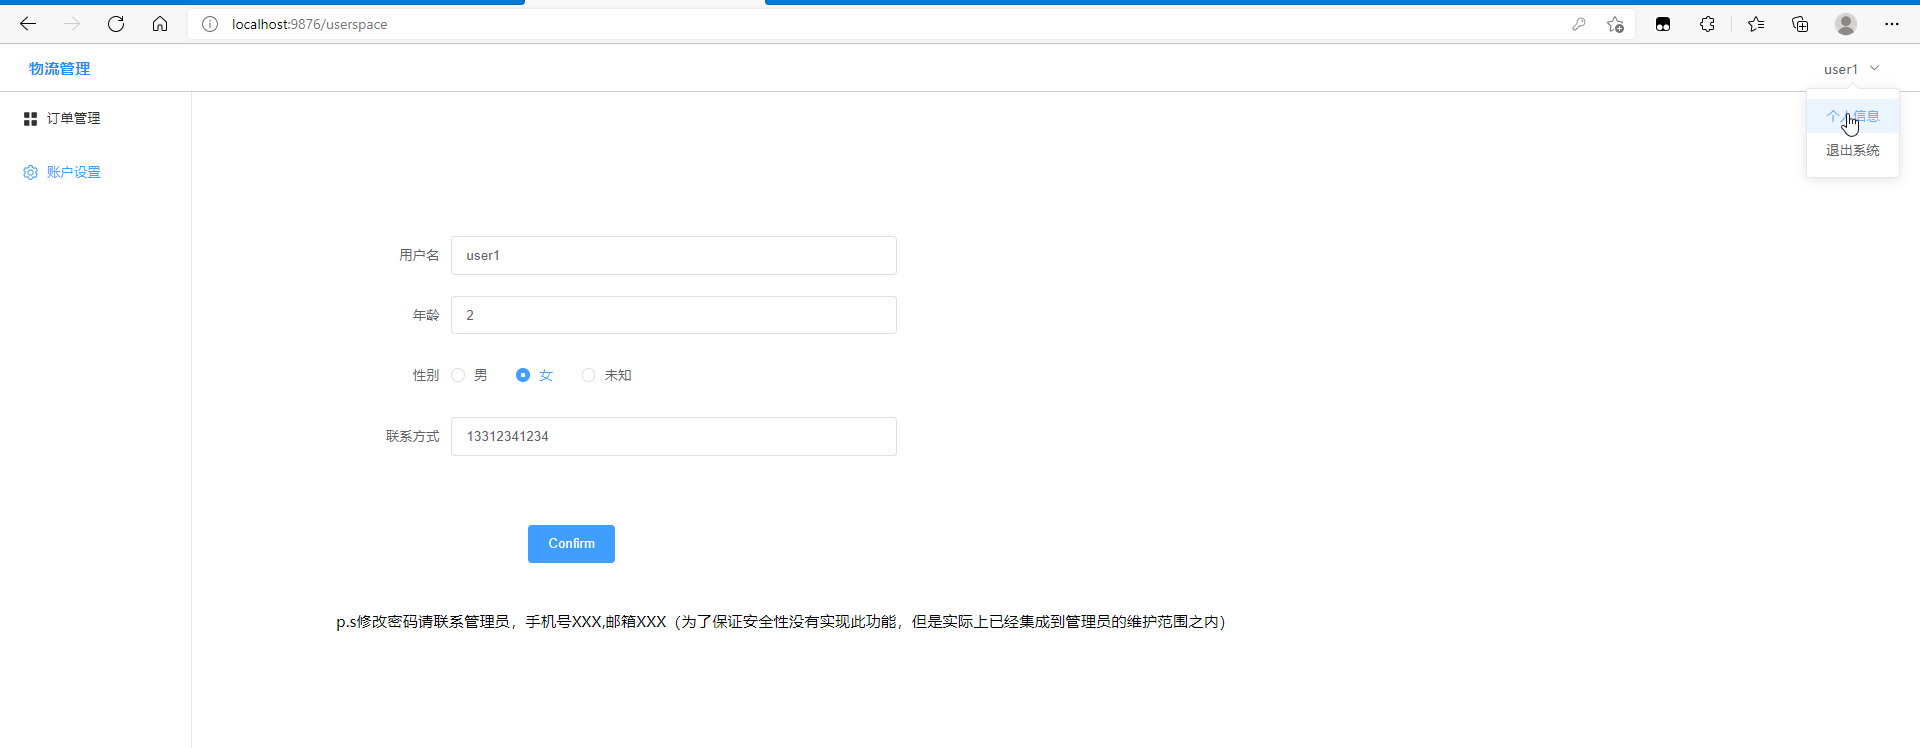 localhost:9876/userspace
物流管理
user1
订单管理
个人信息
账户设置
退出系统
用户名
user1
年龄
2
性别 男 女 未知
联系方式
13312341234
Confirm
p.s修改密码请联系管理员，手机号XXX,邮箱XXX（为了保证安全性没有实现此功能，但是实际上已经集成到管理员的维护范围之内）